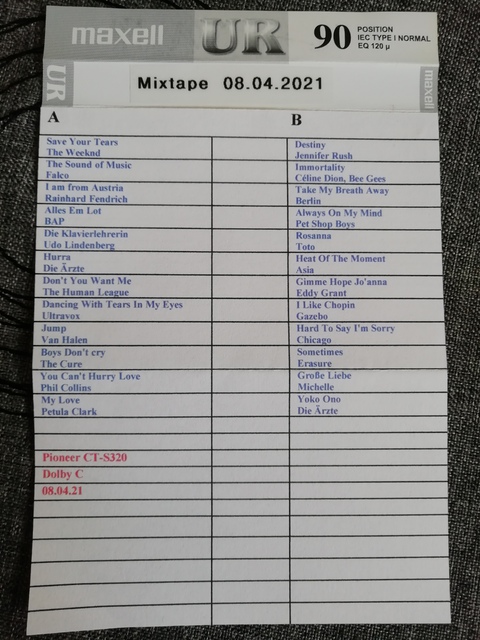 maxell
UR
90
POSITION
IEC TYPE I NORMAL
EQ 120 µ
UR
Mixtape 08.04.2021
maxell
A
Save Your Tears
The Weeknd
The Sound of Music
Falco
I am from Austria
Rainhard Fendrich
Alles Em Lot
BAP
Die Klavierlehrerin
Udo Lindenberg
Hurra
Die Ärzte
Don't You Want Me
The Human League
Dancing With Tears In My Eyes
Ultravox
Jump
Van Halen
Boys Don't cry
The Cure
You Can't Hurry Love
Phil Collins
My Love
Petula Clark
Pioneer CT-S320
Dolby C
08.04.21
B
Destiny
Jennifer Rush
Immortality
Céline Dion, Bee Gees
Take My Breath Away
Berlin
Always On My Mind
Pet Shop Boys
Rosanna
Toto
Heat Of The Moment
Asia
Gimme Hope Jo'anna
Eddy Grant
I Like Chopin
Gazebo
Hard To Say I'm Sorry
Chicago
Sometimes
Erasure
Große Liebe
Michelle
Yoko Ono
Die Ärzte